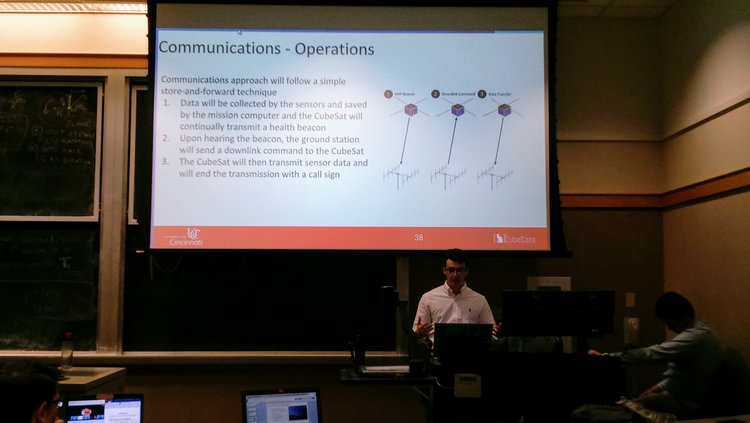 Communications - Operations
Communications approach will follow a simple
store-and-forward technique
1. Data will be collected by the sensors and saved
by the mission computer and the CubeSat will
continually transmit a health beacon
2. Upon hearing the beacon, the ground station
will send a downlink command to the CubeSat
3. The CubeSat will then transmit sensor data and
will end the transmission with a call sign
1 Beacon
2 Downlink Command
3 Data Transfer
Cincinnati
38
CubeCats